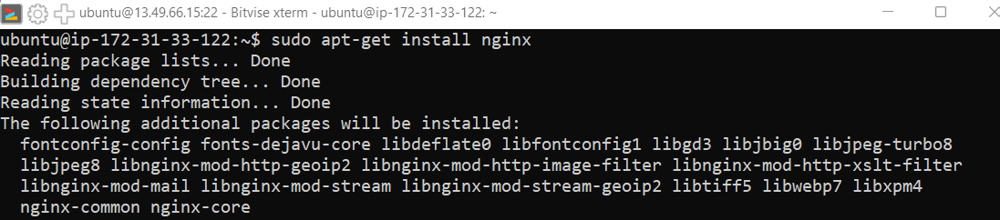 ubuntu@13.49.66.15:22 - Bitvise xterm - ubuntu@ip-172-31-33-122: ~
ubuntu@ip-172-31-33-122:~$ sudo apt-get install nginx
Reading package lists... Done
Building dependency tree... Done
Reading state information... Done
The following additional packages will be installed:
  fontconfig-config fonts-dejavu-core libdeflate0 libfontconfig1 libgd3 libjbig0 libjpeg-turbo8
  libjpeg8 libnginx-mod-http-geoip2 libnginx-mod-http-image-filter libnginx-mod-http-xslt-filter
  libnginx-mod-mail libnginx-mod-stream libnginx-mod-stream-geoip2 libtiff5 libwebp7 libxpm4
  nginx-common nginx-core